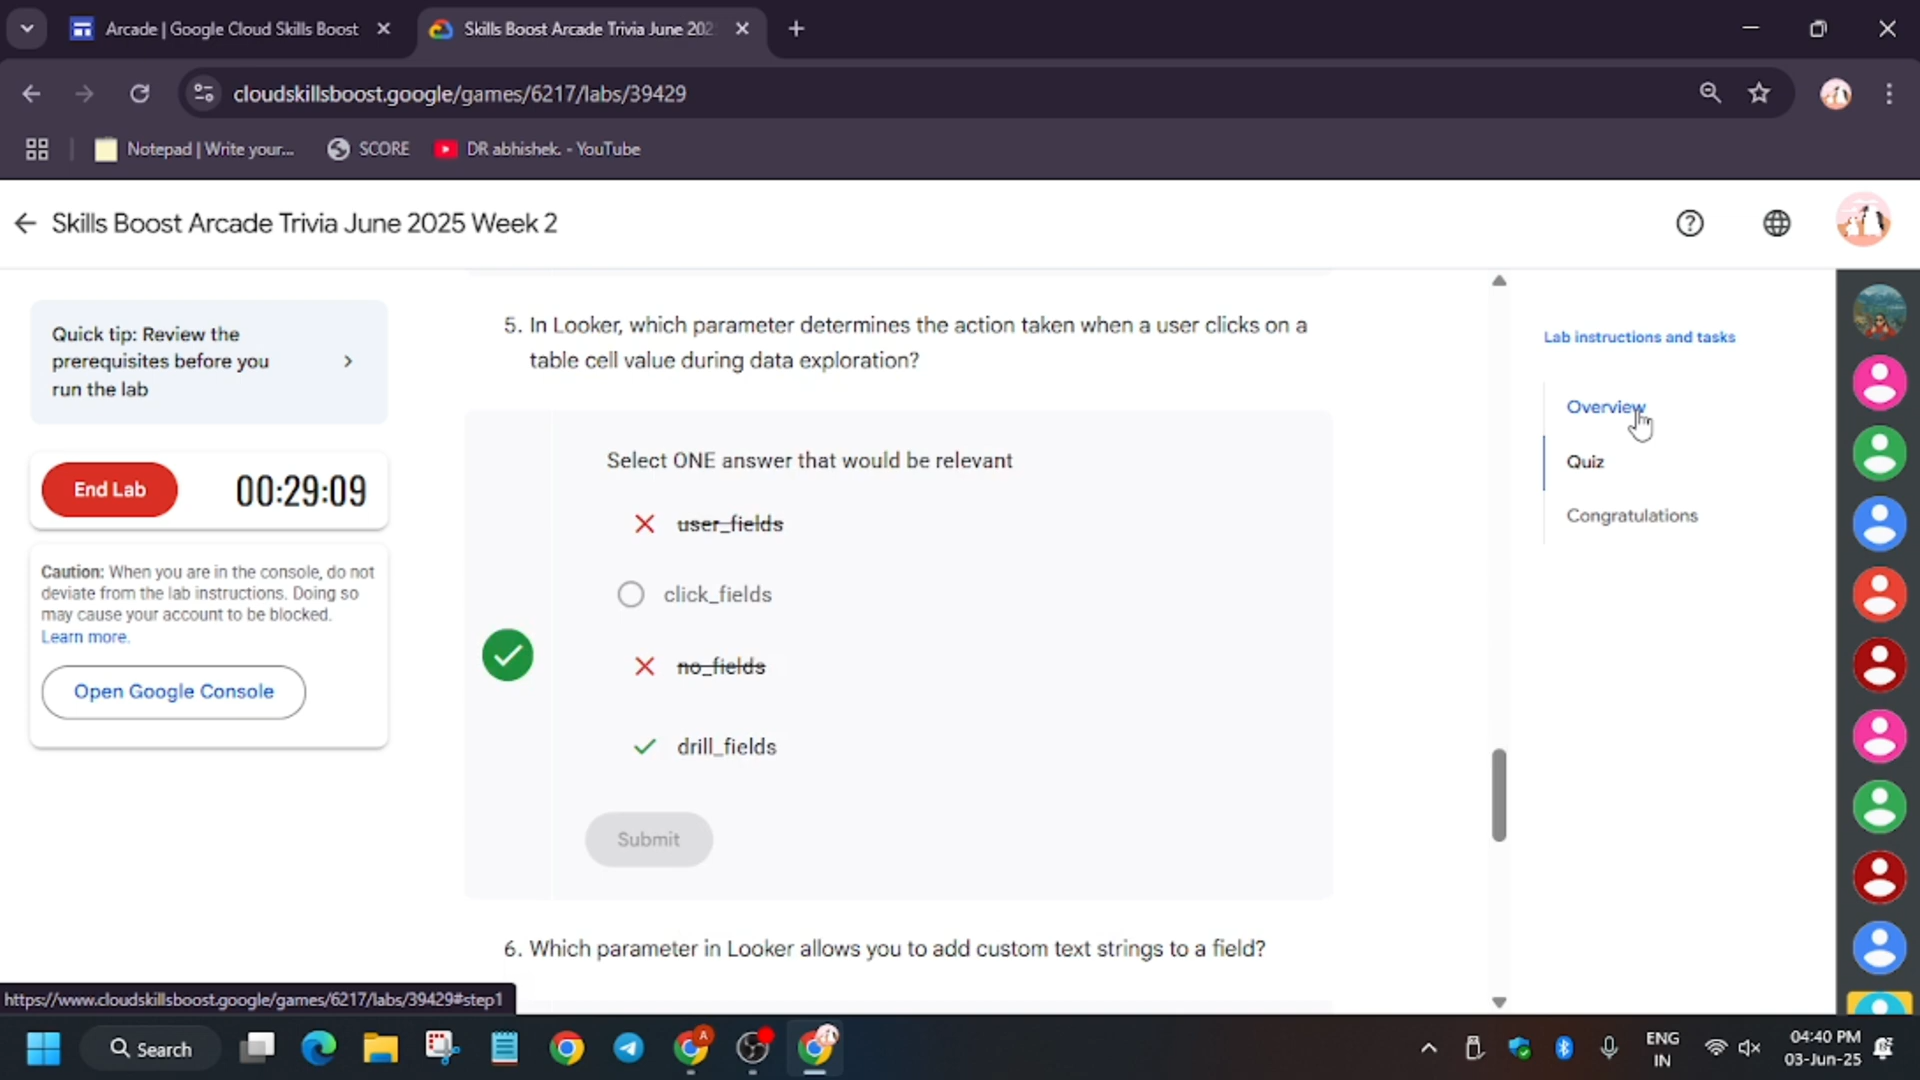 Arcade | Google Cloud Skills Boost
Skills Boost Arcade Trivia June 202
cloudskillsboost.google/games/6217/labs/39429
Notepad | Write your...
SCORE
DR abhishek. - YouTube
Skills Boost Arcade Trivia June 2025 Week 2
Quick tip: Review the
prerequisites before you
run the lab
End Lab
00:29:09
Caution: When you are in the console, do not
deviate from the lab instructions. Doing so
may cause your account to be blocked.
Learn more.
Open Google Console
5. In Looker, which parameter determines the action taken when a user clicks on a
table cell value during data exploration?
Select ONE answer that would be relevant
user_fields
click_fields
no_fields
drill_fields
Submit
6. Which parameter in Looker allows you to add custom text strings to a field?
Lab instructions and tasks
Overview
Quiz
Congratulations
https://www.cloudskillsboost.google/games/6217/labs/39429#step1
Search
A
ENG
IN
04:40 PM
03-Jun-25